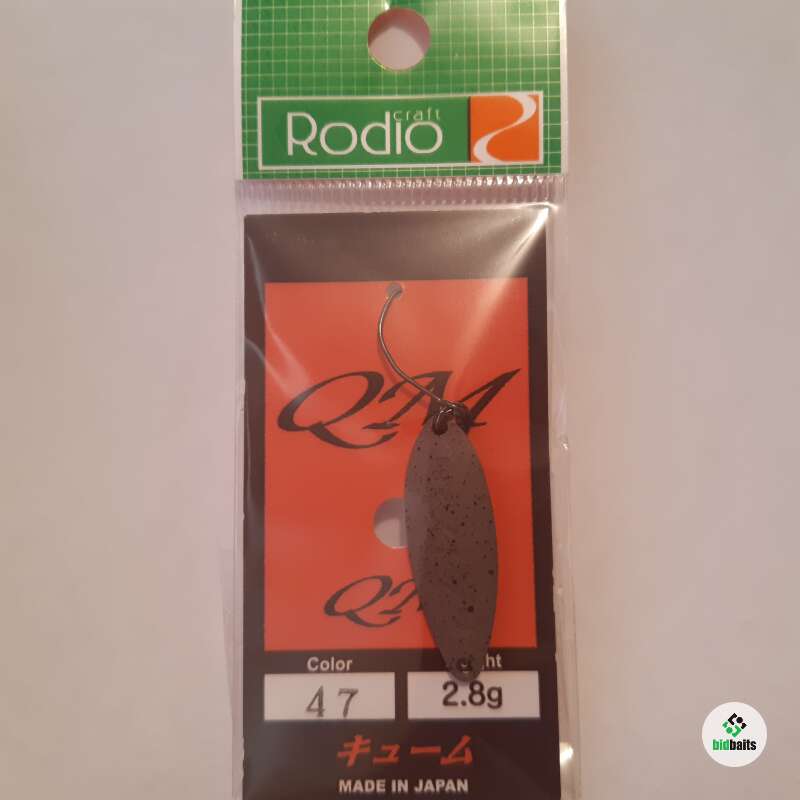 craft
Rodio
QM
QM
Color
47
2.8g
キューム
MADE IN JAPAN
bidbaits